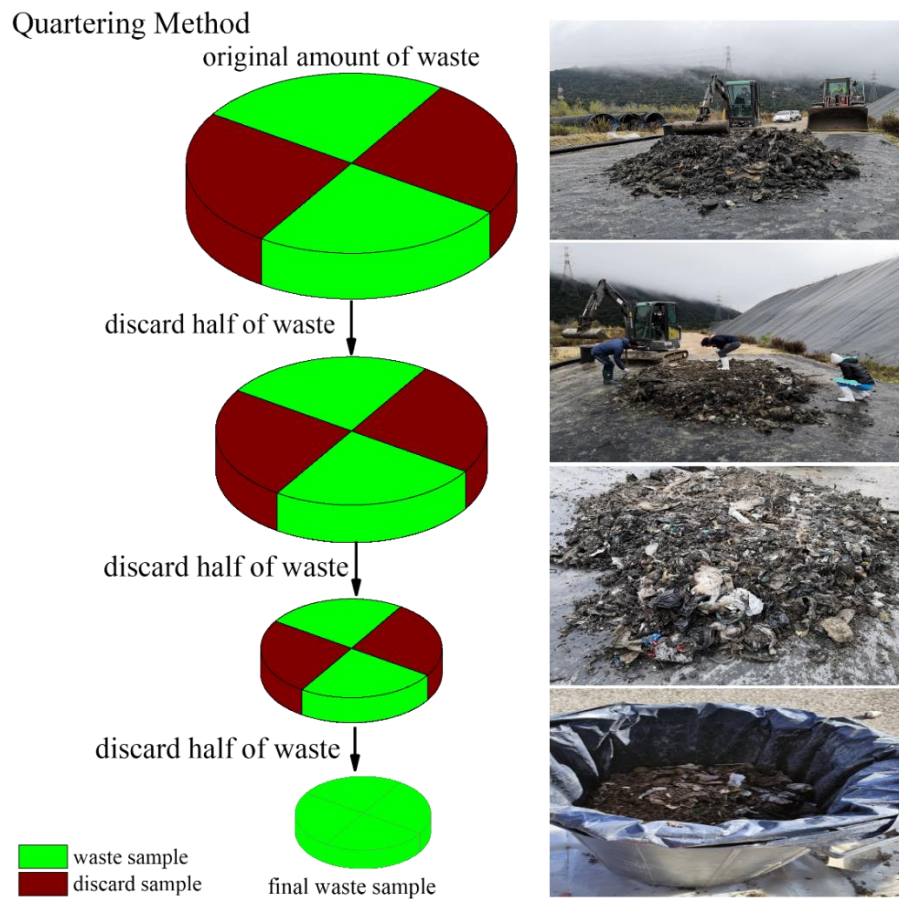 Quartering Method
original amount of waste
discard half of waste
discard half of waste
discard half of waste
waste sample
discard sample
final waste sample